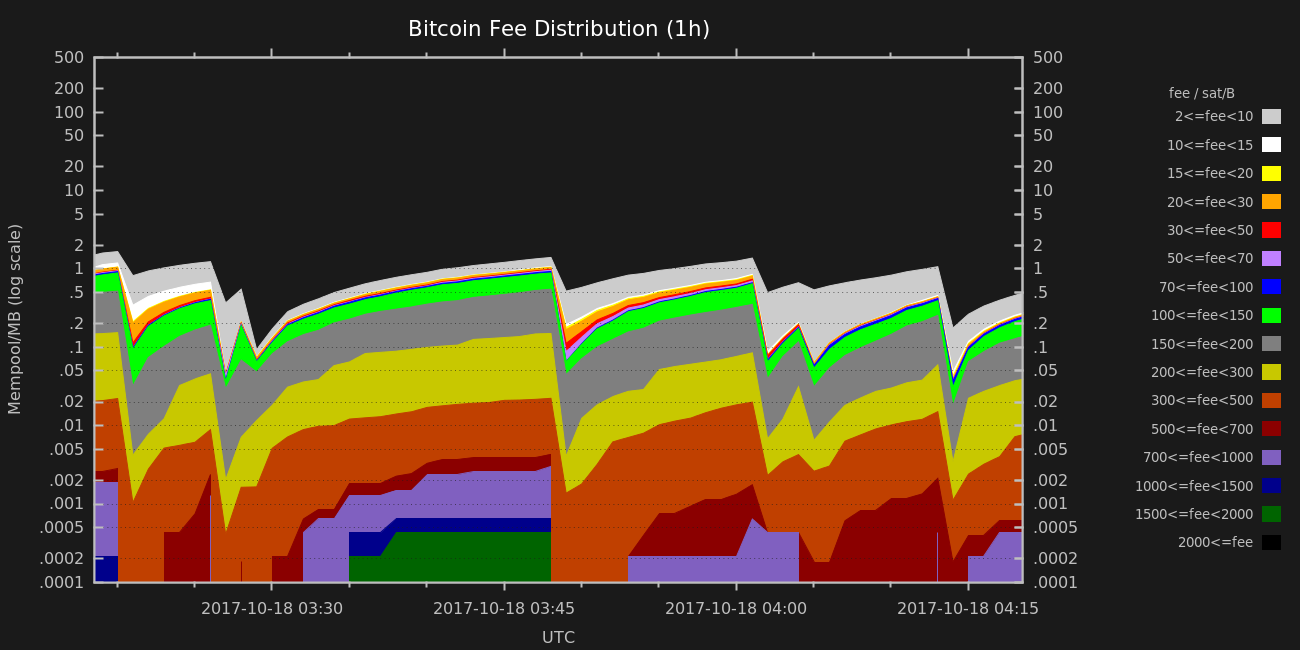 Bitcoin Fee Distribution (1h)
Mempool/MB (log scale)
500
200
100
50
20
10
5
2
1
.5
.2
.1
.05
.02
.01
.005
.002
.001
.0005
.0002
.0001
500
200
100
50
20
10
5
2
1
.5
.2
.1
.05
.02
.01
.005
.002
.001
.0005
.0002
.0001
2017-10-18 03:30
2017-10-18 03:45
2017-10-18 04:00
2017-10-18 04:15
UTC
fee / sat/B
2<=fee<10
10<=fee<15
15<=fee<20
20<=fee<30
30<=fee<50
50<=fee<70
70<=fee<100
100<=fee<150
150<=fee<200
200<=fee<300
300<=fee<500
500<=fee<700
700<=fee<1000
1000<=fee<1500
1500<=fee<2000
2000<=fee